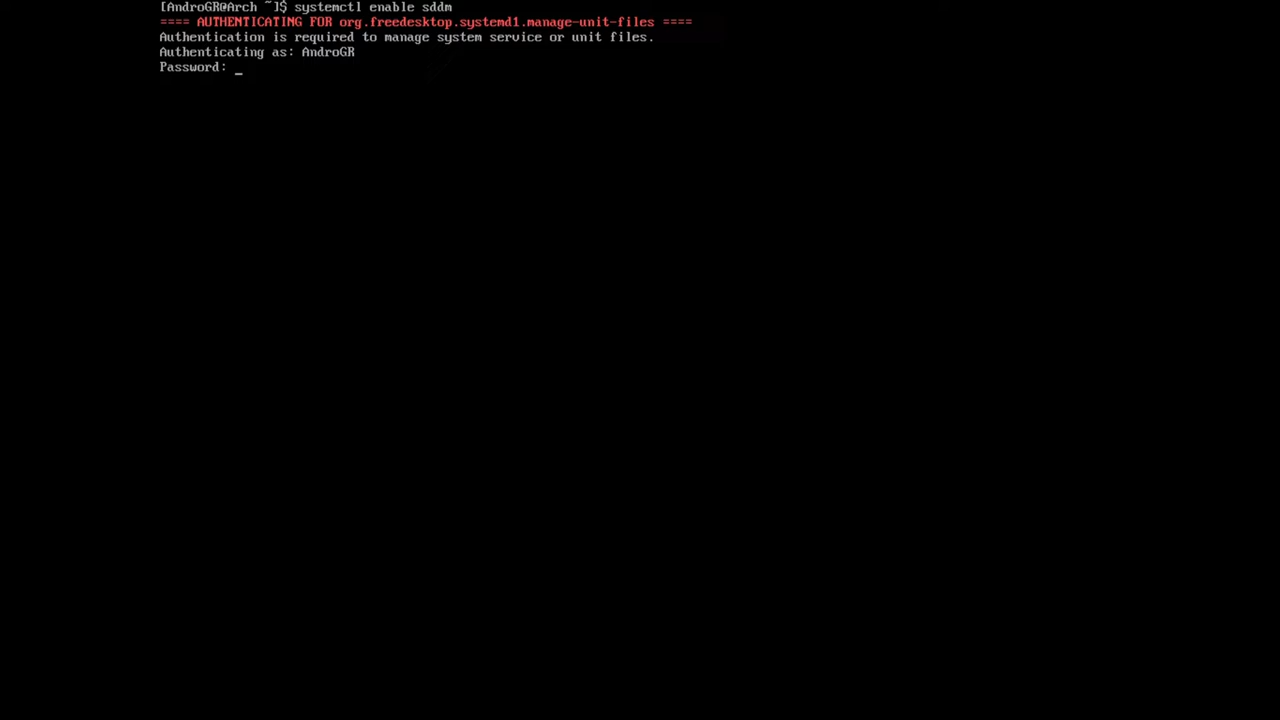 [AndroGR@Arch ~]$ systemctl enable sddm
==== AUTHENTICATING FOR org.freedesktop.systemd1.manage-unit-files ====
Authentication is required to manage system service or unit files.
Authenticating as: AndroGR
Password: _